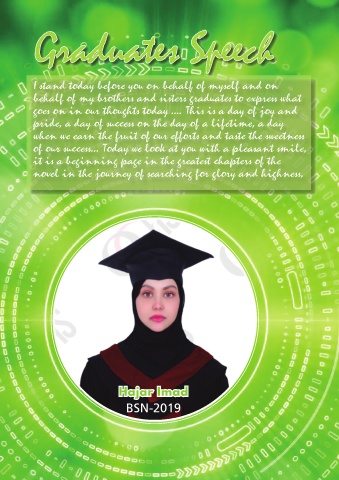 Graduates Speech
I stand today before you on behalf of myself and on
behalf of my brothers and sisters graduates to express what
goes on in our thoughts today .... This is a day of joy and
pride, a day of success on the day of a lifetime, a day
when we earn the fruit of our efforts and taste the sweetness
of our success... Today we look at you with a pleasant smile,
it is a beginning page in the greatest chapters of the
novel in the journey of searching for glory and highness.
Hajar Imad
BSN-2019